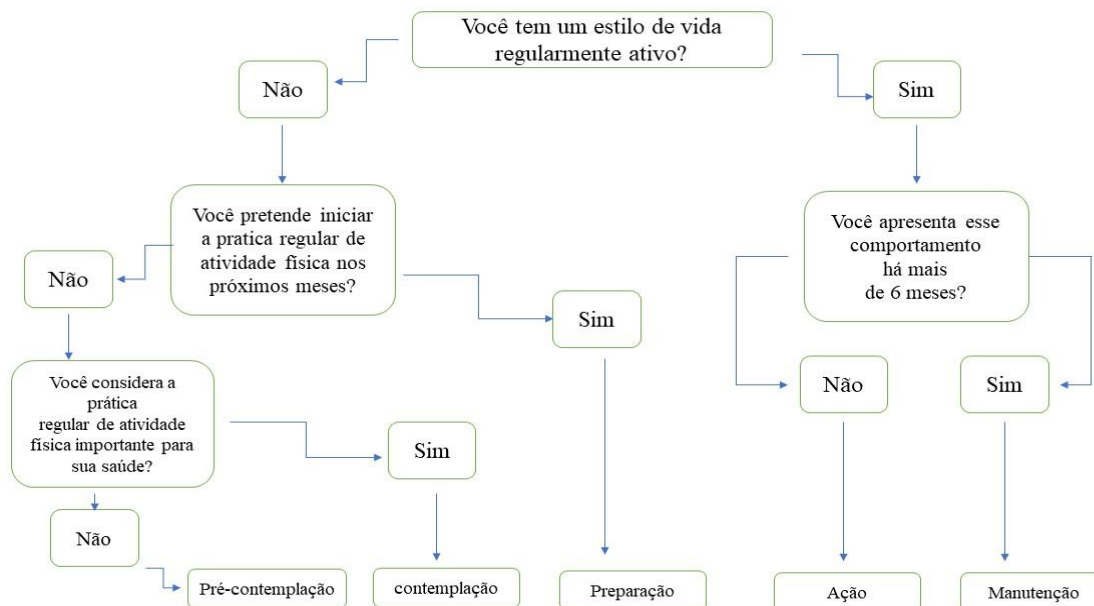 Você tem um estilo de vida
regularmente ativo?
Não
Sim
Você pretende iniciar
a pratica regular de
atividade física nos
próximos meses?
Você apresenta esse
comportamento
há mais
de 6 meses?
Não
Sim
Você considera a
prática
regular de atividade
física importante para
sua saúde?
Não
Sim
Sim
Não
Pré-contemplação
contemplação
Preparação
Ação
Manutenção